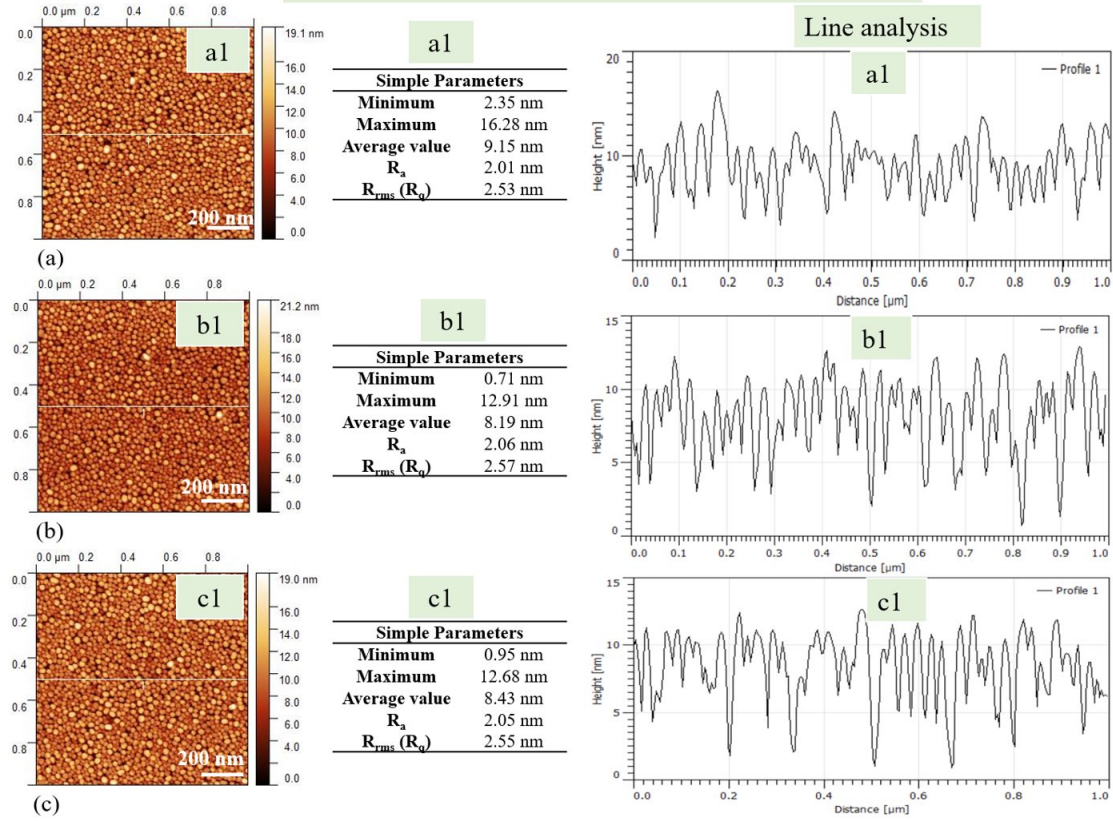 Line analysis
0.0 µm 0.2 0.4 0.6 0.8
0.0
0.2
0.4
0.6
0.8
a1
200 nm
19.1 nm
16.0
14.0
12.0
10.0
8.0
6.0
4.0
2.0
0.0
(a)
a1
Simple Parameters
Minimum 2.35 nm
Maximum 16.28 nm
Average value 9.15 nm
Ra 2.01 nm
Rrms (Rq) 2.53 nm
a1
Profile 1
Height [nm]
20
10
0
0.0 0.1 0.2 0.3 0.4 0.5 0.6 0.7 0.8 0.9 1.0
Distance [µm]
0.0 µm 0.2 0.4 0.6 0.8
0.0
0.2
0.4
0.6
0.8
b1
200 nm
21.2 nm
18.0
16.0
14.0
12.0
10.0
8.0
6.0
4.0
2.0
0.0
(b)
b1
Simple Parameters
Minimum 0.71 nm
Maximum 12.91 nm
Average value 8.19 nm
Ra 2.06 nm
Rrms (Rq) 2.57 nm
b1
Profile 1
Height [nm]
15
10
5
0
0.0 0.1 0.2 0.3 0.4 0.5 0.6 0.7 0.8 0.9 1.0
Distance [µm]
0.0 µm 0.2 0.4 0.6 0.8
0.0
0.2
0.4
0.6
0.8
c1
200 nm
19.0 nm
16.0
14.0
12.0
10.0
8.0
6.0
4.0
2.0
0.0
(c)
c1
Simple Parameters
Minimum 0.95 nm
Maximum 12.68 nm
Average value 8.43 nm
Ra 2.05 nm
Rrms (Rq) 2.55 nm
c1
Profile 1
Height [nm]
15
10
5
0
0.0 0.2 0.4 0.6 0.8 1.0
Distance [µm]